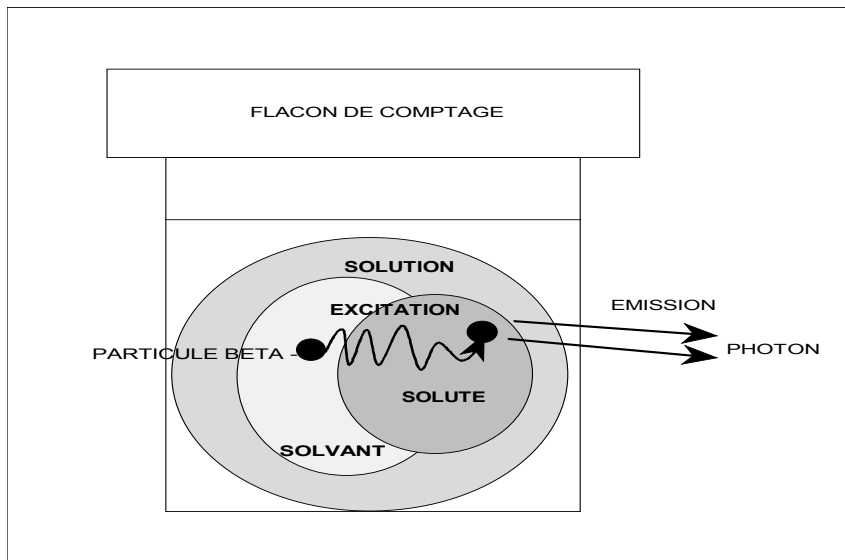 FLACON DE COMPTAGE
SOLUTION
EXCITATION
EMISSION
PARTICULE BETA -
PHOTON
SOLUTE
SOLVANT